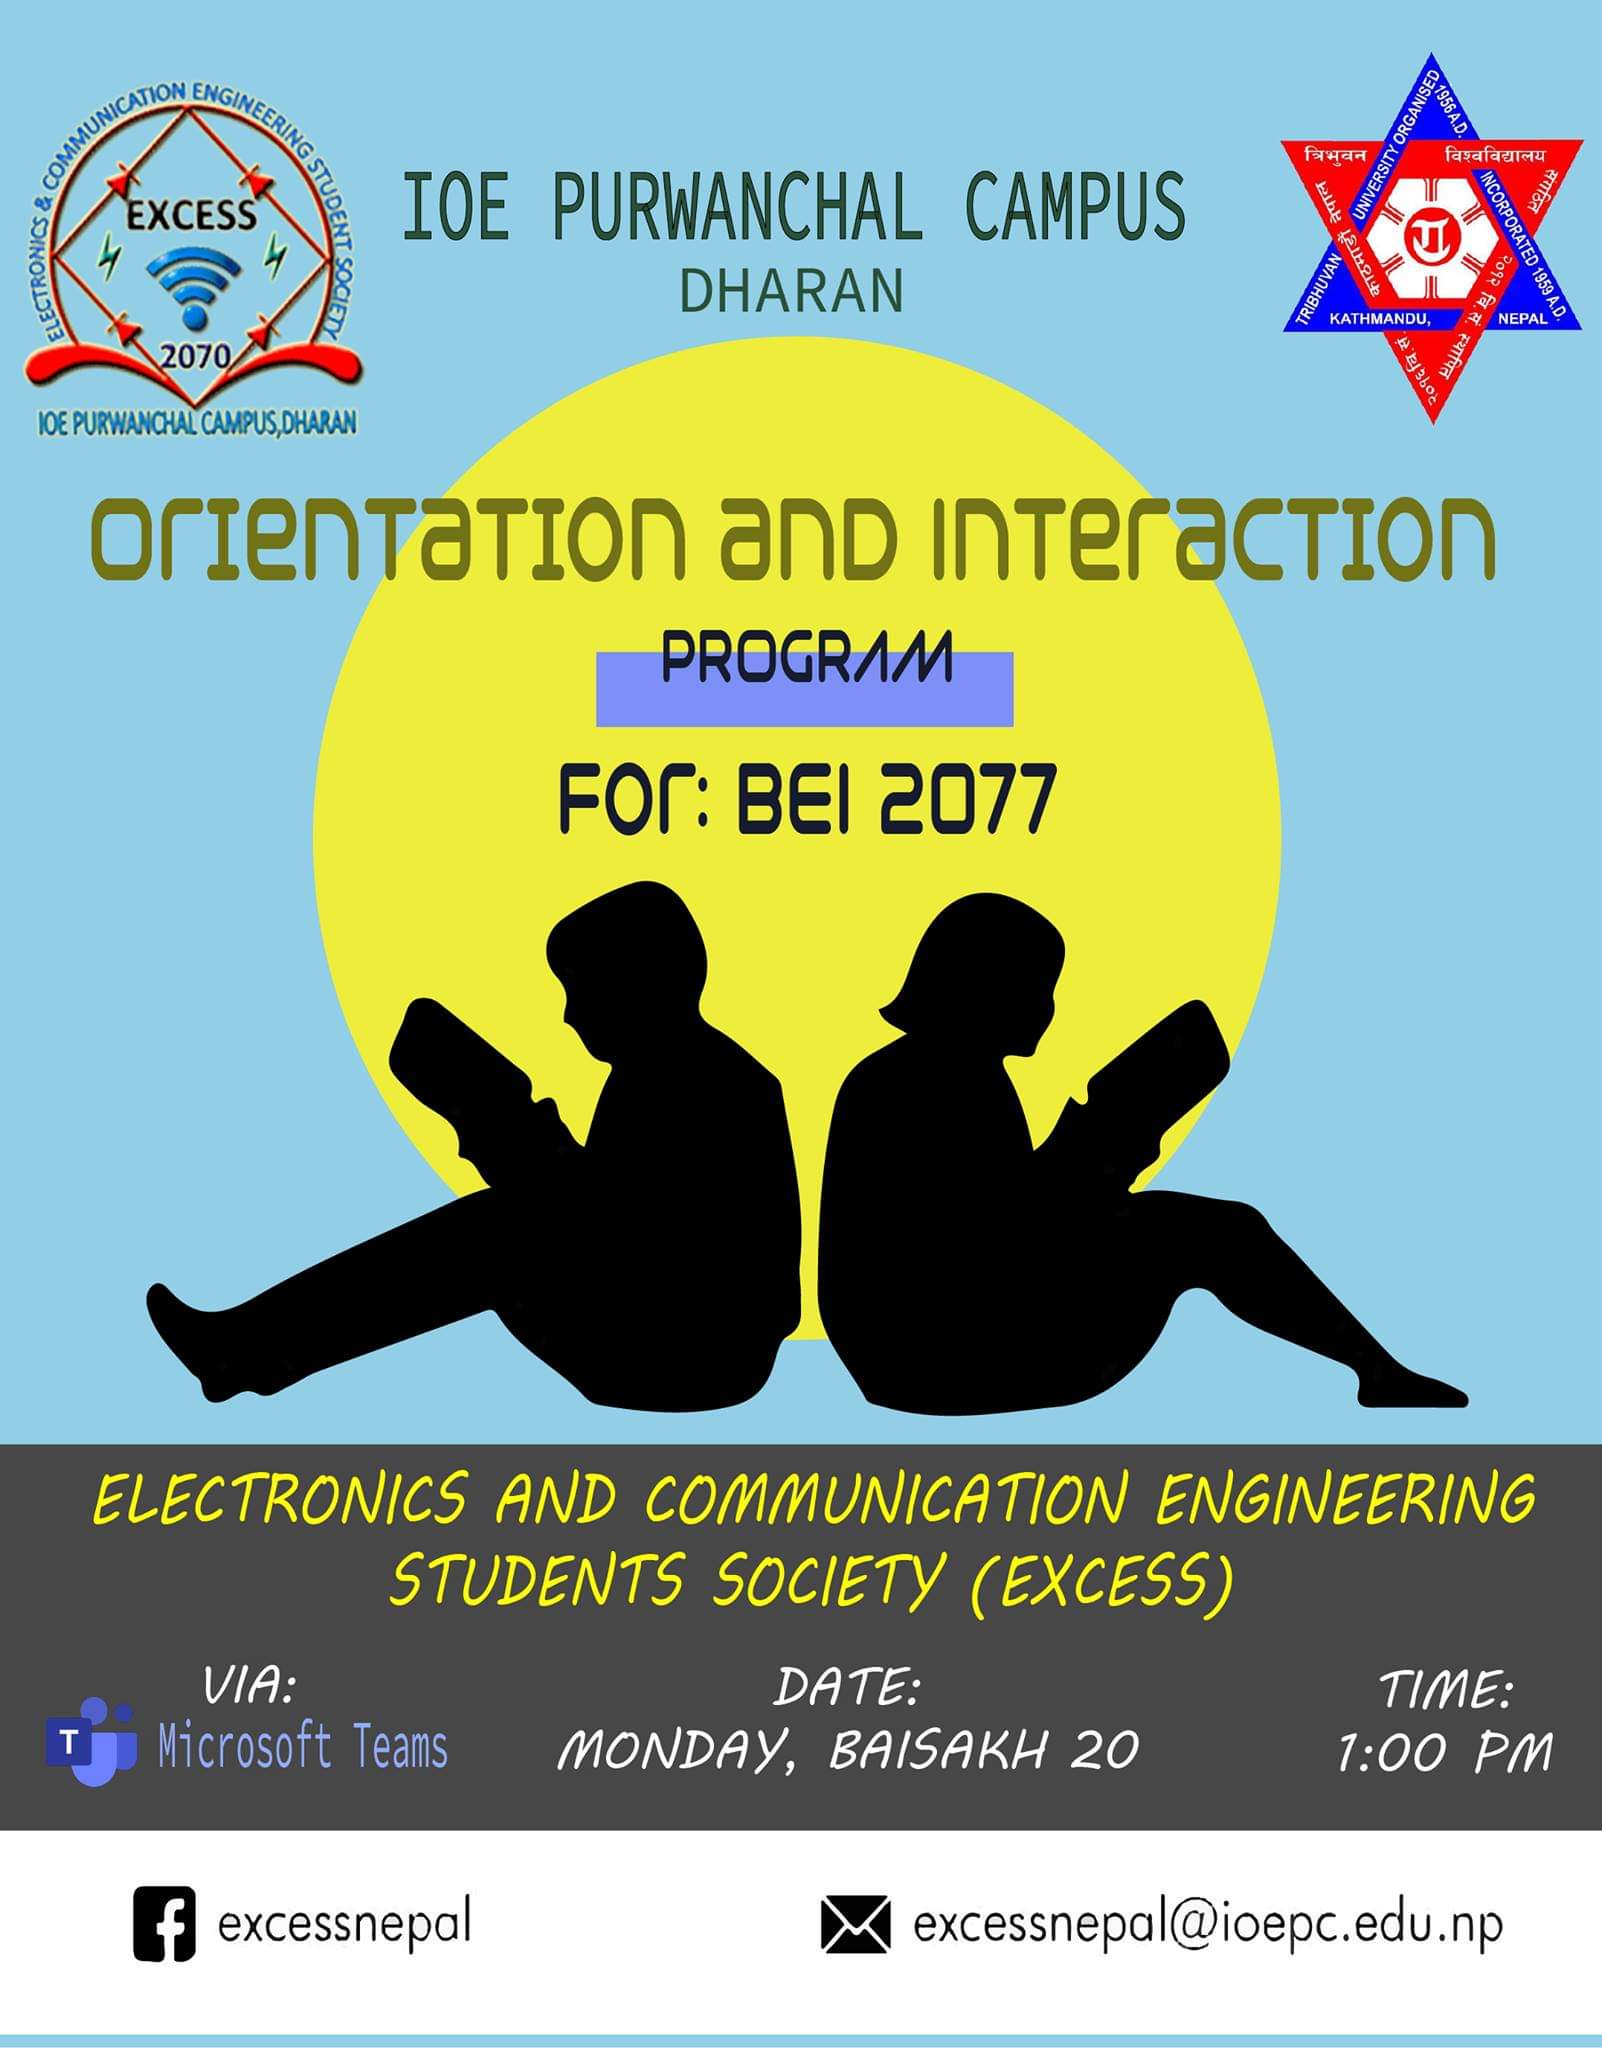 ELECTRONICS & COMMUNICATION ENGINEERING STUDENT SOCIETY
EXCESS
2070
IOE PURWANCHAL CAMPUS,DHARAN
IOE PURWANCHAL CAMPUS
DHARAN
त्रिभुवन विश्वविद्यालय
TRIBHUVAN UNIVERSITY ORGANISED 1956 A.D.
INCORPORATED 1959 A.D.
KATHMANDU, NEPAL
काठमाडौं नेपाल
OrIenTaTIOn anD InTeracTION
PROGRAM
FOr: BEI 2077
ELECTRONICS AND COMMUNICATION ENGINEERING
STUDENTS SOCIETY (EXCESS)
VIA: DATE: TIME:
T Microsoft Teams MONDAY, BAISAKH 20 1:00 PM
f excessnepal excessnepal@ioepc.edu.np